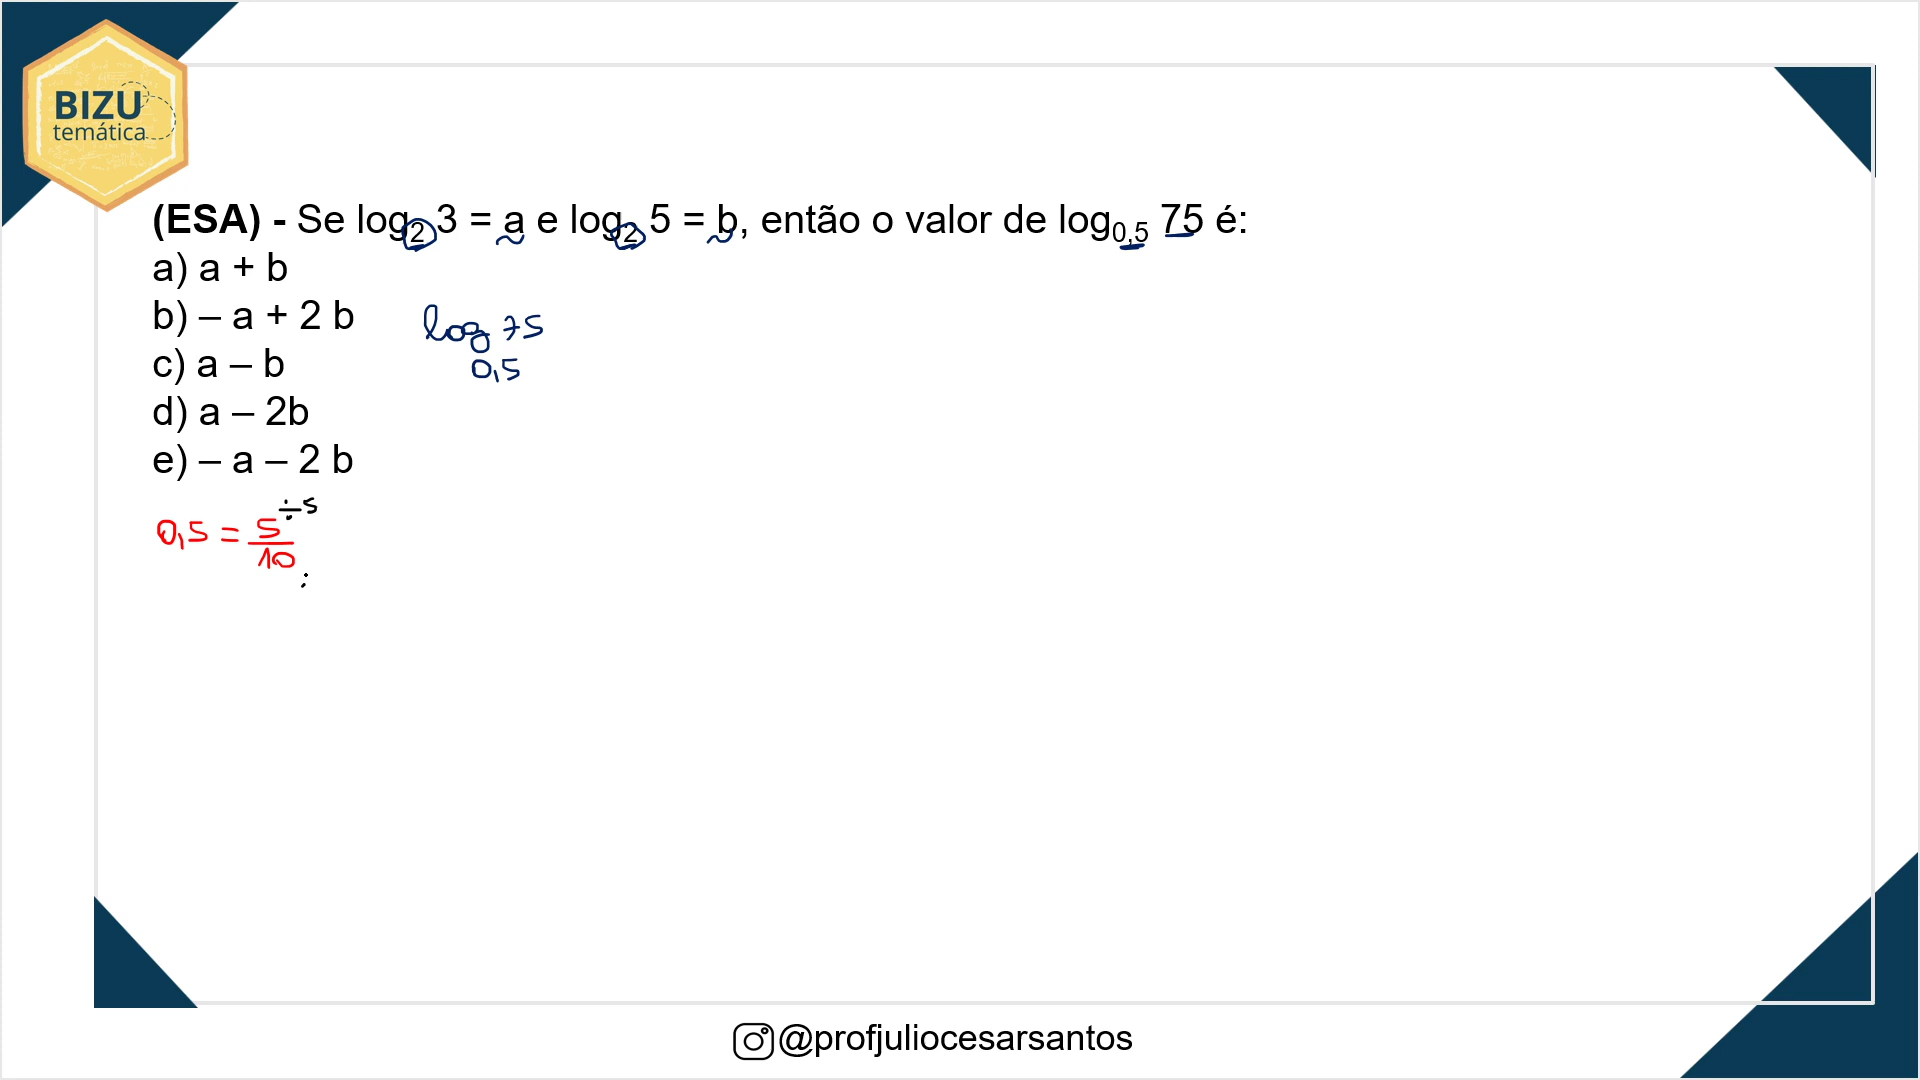 BIZU
temática
(ESA) - Se log₂ 3 = a e log₂ 5 = b, então o valor de log₀,₅ 75 é:
a) a + b
b) – a + 2 b
c) a – b
d) a – 2b
e) – a – 2 b
log 75
0,5
÷5
0,5 = 5
10
:
@profjuliocesarsantos